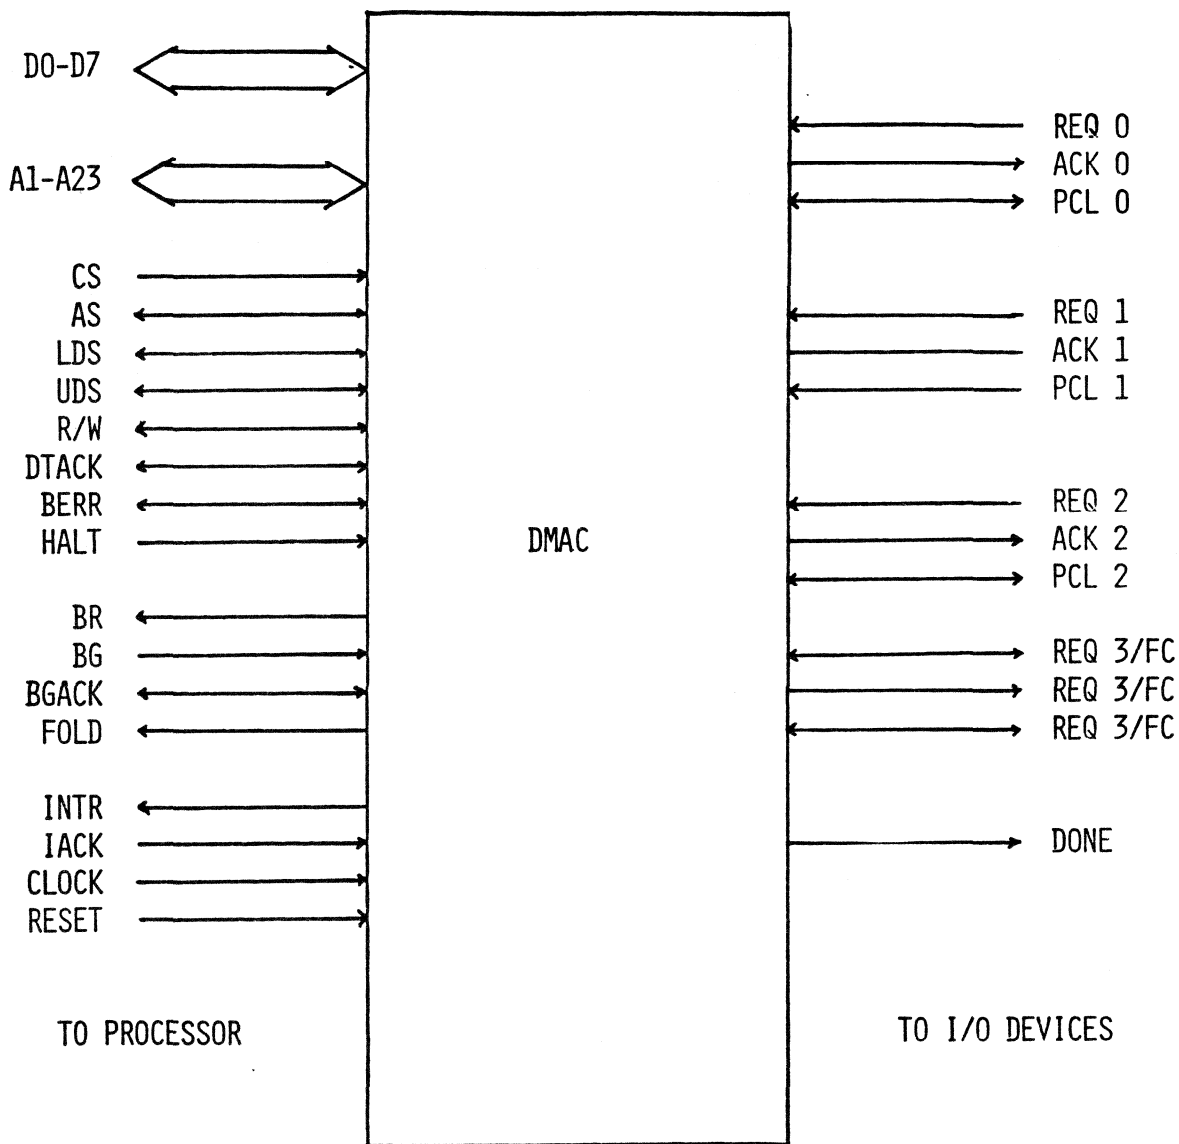 D0-D7
A1-A23
CS
AS
LDS
UDS
R/W
DTACK
BERR
HALT
BR
BG
BGACK
FOLD
INTR
IACK
CLOCK
RESET
TO PROCESSOR
DMAC
REQ 0
ACK 0
PCL 0
REQ 1
ACK 1
PCL 1
REQ 2
ACK 2
PCL 2
REQ 3/FC
REQ 3/FC
REQ 3/FC
DONE
TO I/O DEVICES